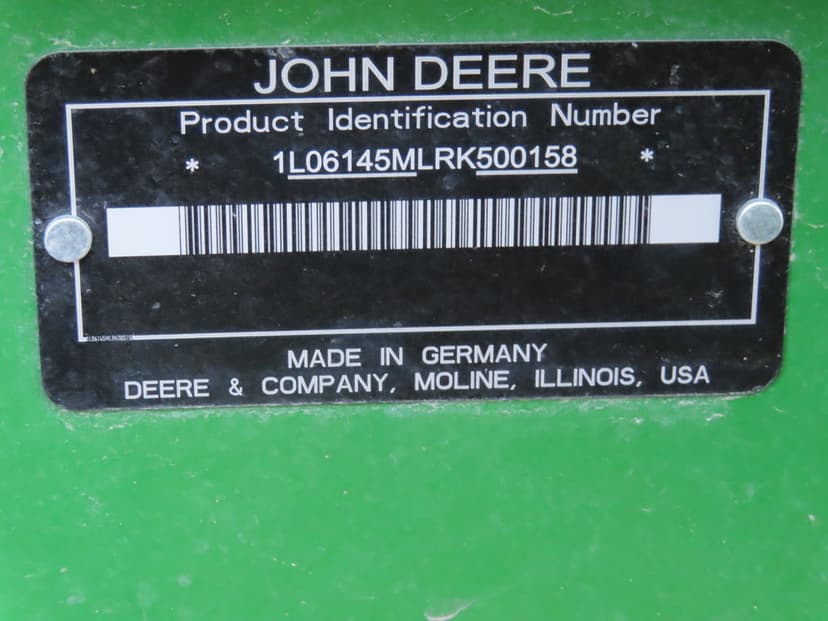 JOHN DEERE
Product Identification Number
* 1L06145MLRK500158 *
MADE IN GERMANY
DEERE & COMPANY, MOLINE, ILLINOIS, USA